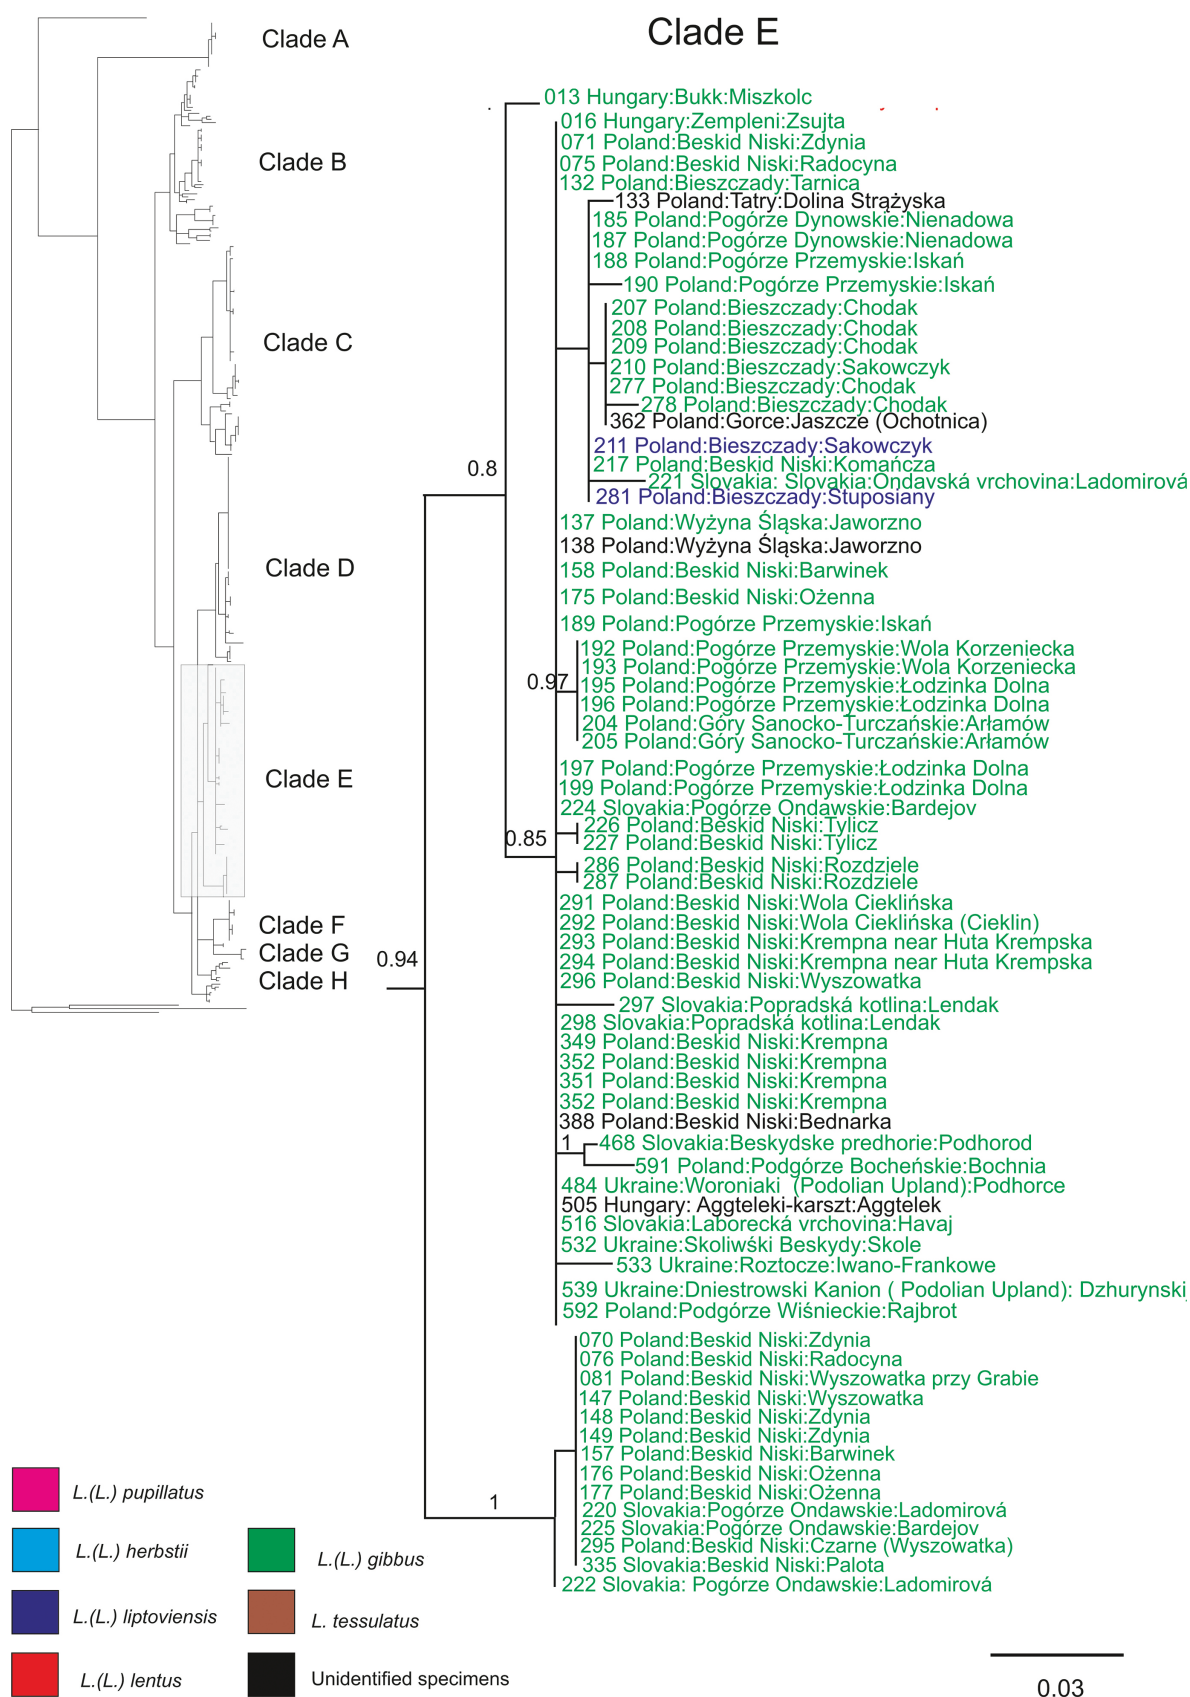 Clade E
Clade A
Clade B
Clade C
Clade D
Clade E
Clade F
Clade G
Clade H
013 Hungary:Bukk:Miszkolc
016 Hungary:Zempleni:Zsujta
071 Poland:Beskid Niski:Zdynia
075 Poland:Beskid Niski:Radocyna
132 Poland:Bieszczady:Tarnica
133 Poland:Tatry:Dolina Strążyska
185 Poland:Pogórze Dynowskie:Nienadowa
187 Poland:Pogórze Dynowskie:Nienadowa
188 Poland:Pogórze Przemyskie:Iskań
190 Poland:Pogórze Przemyskie:Iskań
207 Poland:Bieszczady:Chodak
208 Poland:Bieszczady:Chodak
209 Poland:Bieszczady:Chodak
210 Poland:Bieszczady:Sakowczyk
277 Poland:Bieszczady:Chodak
278 Poland:Bieszczady:Chodak
362 Poland:Gorce:Jaszcze (Ochotnica)
211 Poland:Bieszczady:Sakowczyk
217 Poland:Beskid Niski:Komańcza
221 Slovakia: Slovakia:Ondavská vrchovina:Ladomirová
281 Poland:Bieszczady:Stuposiany
0.8
137 Poland:Wyżyna Śląska:Jaworzno
138 Poland:Wyżyna Śląska:Jaworzno
158 Poland:Beskid Niski:Barwinek
175 Poland:Beskid Niski:Ożenna
189 Poland:Pogórze Przemyskie:Iskań
192 Poland:Pogórze Przemyskie:Wola Korzeniecka
193 Poland:Pogórze Przemyskie:Wola Korzeniecka
0.97
195 Poland:Pogórze Przemyskie:Łodzinka Dolna
196 Poland:Pogórze Przemyskie:Łodzinka Dolna
204 Poland:Góry Sanocko-Turczańskie:Arłamów
205 Poland:Góry Sanocko-Turczańskie:Arłamów
197 Poland:Pogórze Przemyskie:Łodzinka Dolna
199 Poland:Pogórze Przemyskie:Łodzinka Dolna
224 Slovakia:Pogórze Ondawskie:Bardejov
226 Poland:Beskid Niski:Tylicz
0.85
227 Poland:Beskid Niski:Tylicz
286 Poland:Beskid Niski:Rozdziele
287 Poland:Beskid Niski:Rozdziele
291 Poland:Beskid Niski:Wola Cieklińska
292 Poland:Beskid Niski:Wola Cieklińska (Cieklin)
293 Poland:Beskid Niski:Krempna near Huta Krempska
294 Poland:Beskid Niski:Krempna near Huta Krempska
0.94
296 Poland:Beskid Niski:Wyszowatka
297 Slovakia:Popradská kotlina:Lendak
298 Slovakia:Popradská kotlina:Lendak
349 Poland:Beskid Niski:Krempna
352 Poland:Beskid Niski:Krempna
351 Poland:Beskid Niski:Krempna
352 Poland:Beskid Niski:Krempna
388 Poland:Beskid Niski:Bednarka
1
468 Slovakia:Beskydske predhorie:Podhorod
591 Poland:Podgórze Bocheńskie:Bochnia
484 Ukraine:Woroniaki (Podolian Upland):Podhorce
505 Hungary: Aggteleki-karszt:Aggtelek
516 Slovakia:Laborecká vrchovina:Havaj
532 Ukraine:Skoliwśki Beskydy:Skole
533 Ukraine:Roztocze:Iwano-Frankowe
539 Ukraine:Dniestrowski Kanion ( Podolian Upland): Dzhurynskij
592 Poland:Podgórze Wiśnieckie:Rajbrot
070 Poland:Beskid Niski:Zdynia
076 Poland:Beskid Niski:Radocyna
081 Poland:Beskid Niski:Wyszowatka przy Grabie
147 Poland:Beskid Niski:Wyszowatka
148 Poland:Beskid Niski:Zdynia
149 Poland:Beskid Niski:Zdynia
157 Poland:Beskid Niski:Barwinek
176 Poland:Beskid Niski:Ożenna
177 Poland:Beskid Niski:Ożenna
1
220 Slovakia:Pogórze Ondawskie:Ladomirová
225 Slovakia:Pogórze Ondawskie:Bardejov
295 Poland:Beskid Niski:Czarne (Wyszowatka)
335 Slovakia:Beskid Niski:Palota
222 Slovakia: Pogórze Ondawskie:Ladomirová
L.(L.) pupillatus
L.(L.) herbstii
L.(L.) liptoviensis
L.(L.) lentus
L.(L.) gibbus
L. tessulatus
Unidentified specimens
0.03